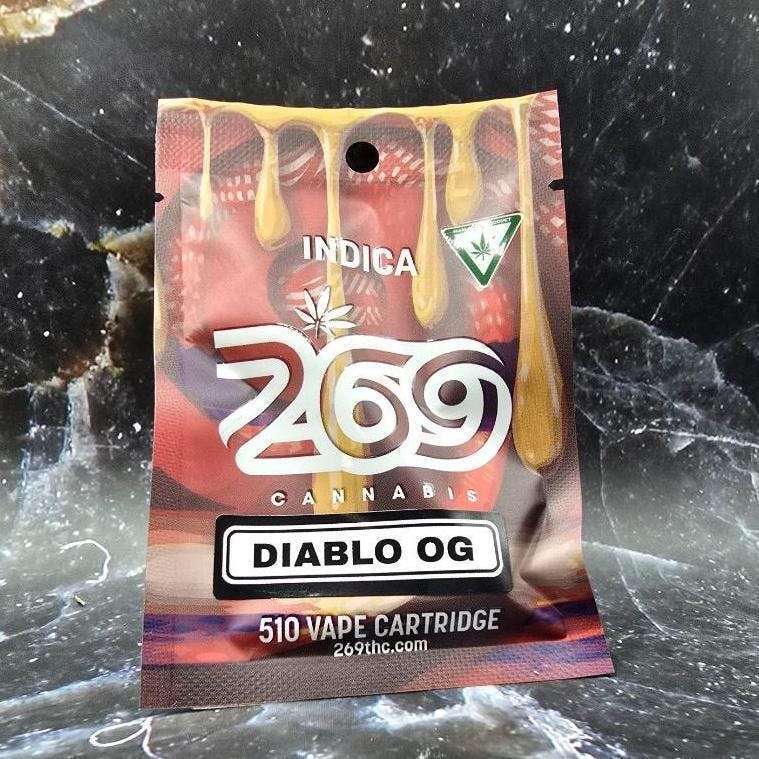 INDICA
269
CANNABIS
DIABLO OG
510 VAPE CARTRIDGE
269thc.com